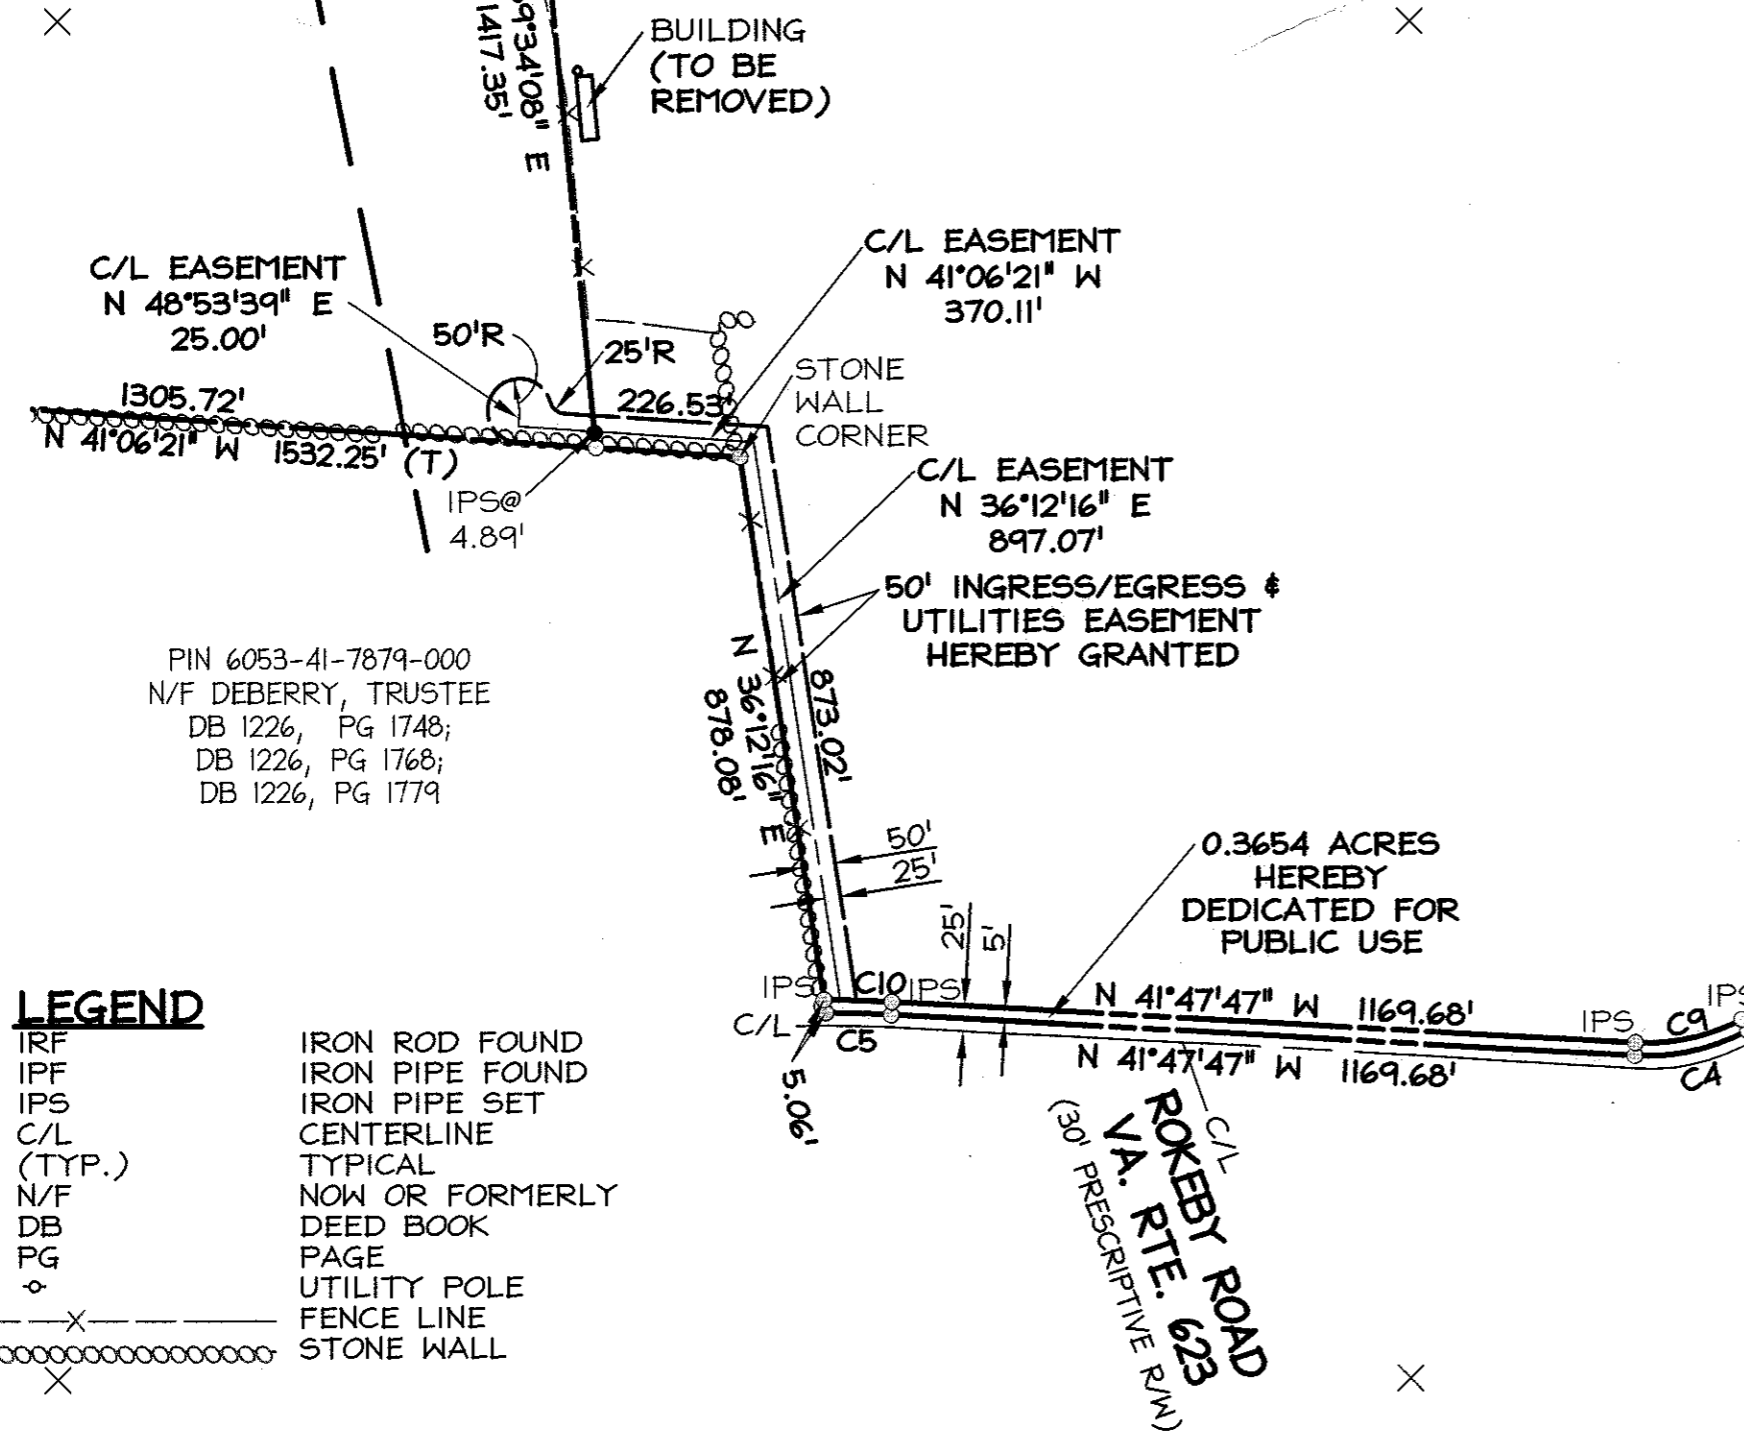 9°34'08" E
1417.35'
BUILDING
(TO BE
REMOVED)
C/L EASEMENT
N 48°53'39" E
25.00'
50'R
25'R
C/L EASEMENT
N 41°06'21" W
370.11'
1305.72'
226.53'
STONE
WALL
CORNER
N 41°06'21" W 1532.25' (T)
IPS@
4.89'
C/L EASEMENT
N 36°12'16" E
897.07'
50' INGRESS/EGRESS &
UTILITIES EASEMENT
HEREBY GRANTED
PIN 6053-41-7879-000
N/F DEBERRY, TRUSTEE
DB 1226, PG 1748;
DB 1226, PG 1768;
DB 1226, PG 1779
N 36°12'16" E
878.08'
873.02'
50'
25'
25'
5'
0.3654 ACRES
HEREBY
DEDICATED FOR
PUBLIC USE
IPS
C10
IPS
N 41°47'47" W 1169.68'
IPS
C9
IPS
C/L
C5
N 41°47'47" W 1169.68'
C4
5.06'
C/L
ROKEBY ROAD
VA. RTE. 623
(30' PRESCRIPTIVE R/W)
LEGEND
IRF IRON ROD FOUND
IPF IRON PIPE FOUND
IPS IRON PIPE SET
C/L CENTERLINE
(TYP.) TYPICAL
N/F NOW OR FORMERLY
DB DEED BOOK
PG PAGE
UTILITY POLE
FENCE LINE
STONE WALL